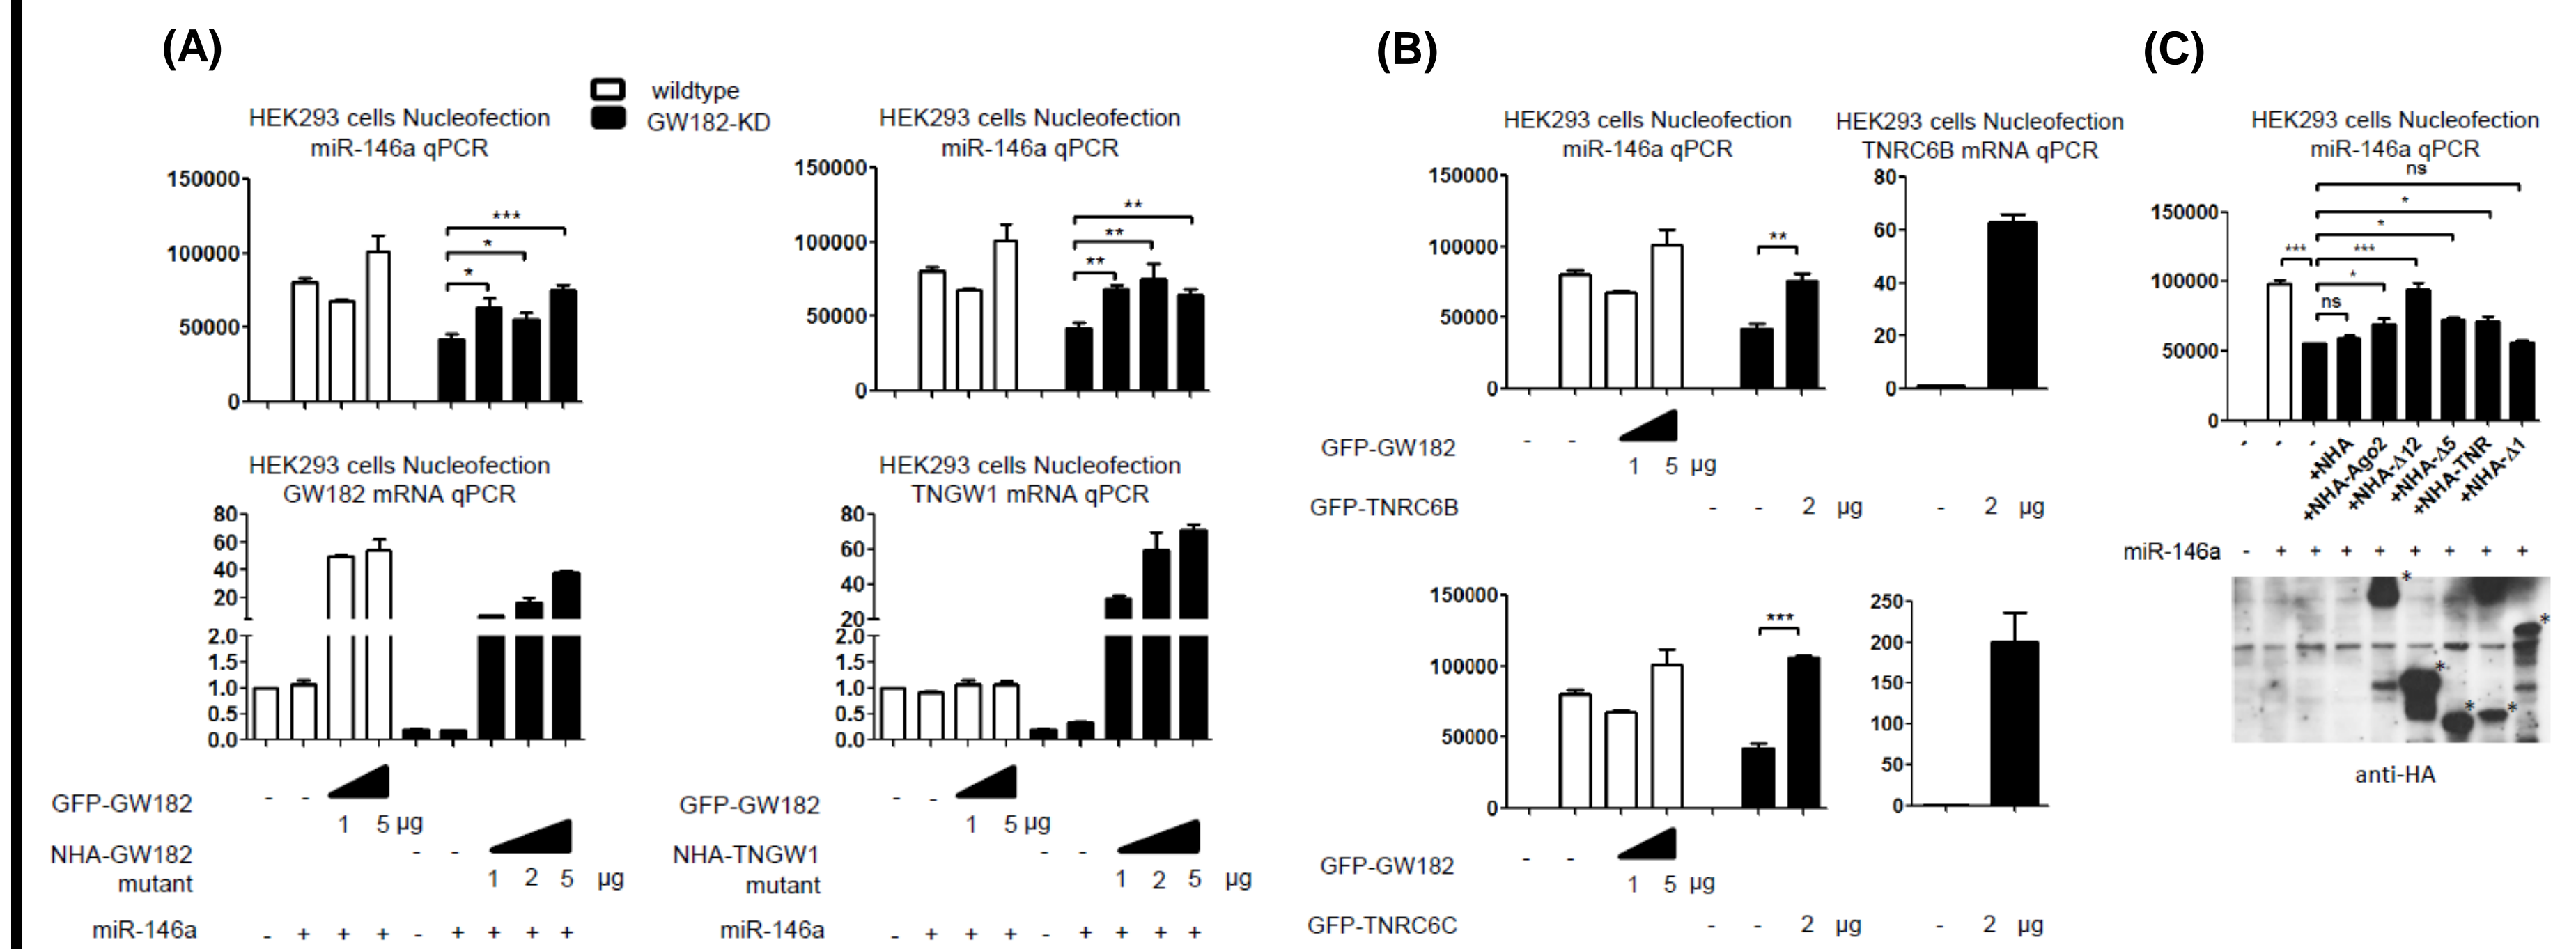 (A)
wildtype
GW182-KD
HEK293 cells Nucleofection
miR-146a qPCR
150000
100000
50000
0
***
*
*
HEK293 cells Nucleofection
miR-146a qPCR
150000
100000
50000
0
**
**
**
HEK293 cells Nucleofection
GW182 mRNA qPCR
80
60
40
20
2.0
1.5
1.0
0.5
0.0
HEK293 cells Nucleofection
TNGW1 mRNA qPCR
80
60
40
20
2.0
1.5
1.0
0.5
0.0
GFP-GW182 - - 1 5 µg
NHA-GW182
mutant - - 1 2 5 µg
miR-146a - + + + - + + + +
GFP-GW182 - - 1 5 µg
NHA-TNGW1
mutant - - 1 2 5 µg
miR-146a - + + + - + + + +
(B)
HEK293 cells Nucleofection
miR-146a qPCR
150000
100000
50000
0
**
HEK293 cells Nucleofection
TNRC6B mRNA qPCR
80
60
40
20
0
GFP-GW182 - - 1 5 µg
GFP-TNRC6B - - 2 µg - 2 µg
150000
100000
50000
0
***
250
200
150
100
50
0
GFP-GW182 - - 1 5 µg
GFP-TNRC6C - - 2 µg - 2 µg
(C)
HEK293 cells Nucleofection
miR-146a qPCR
ns
*
*
*** ***
*
ns
150000
100000
50000
0
- - - +NHA +NHA-Ago2 +NHA-Δ12 +NHA-Δ5 +NHA-TNR +NHA-Δ1
miR-146a - + + + + + + + +
* * * * *
anti-HA